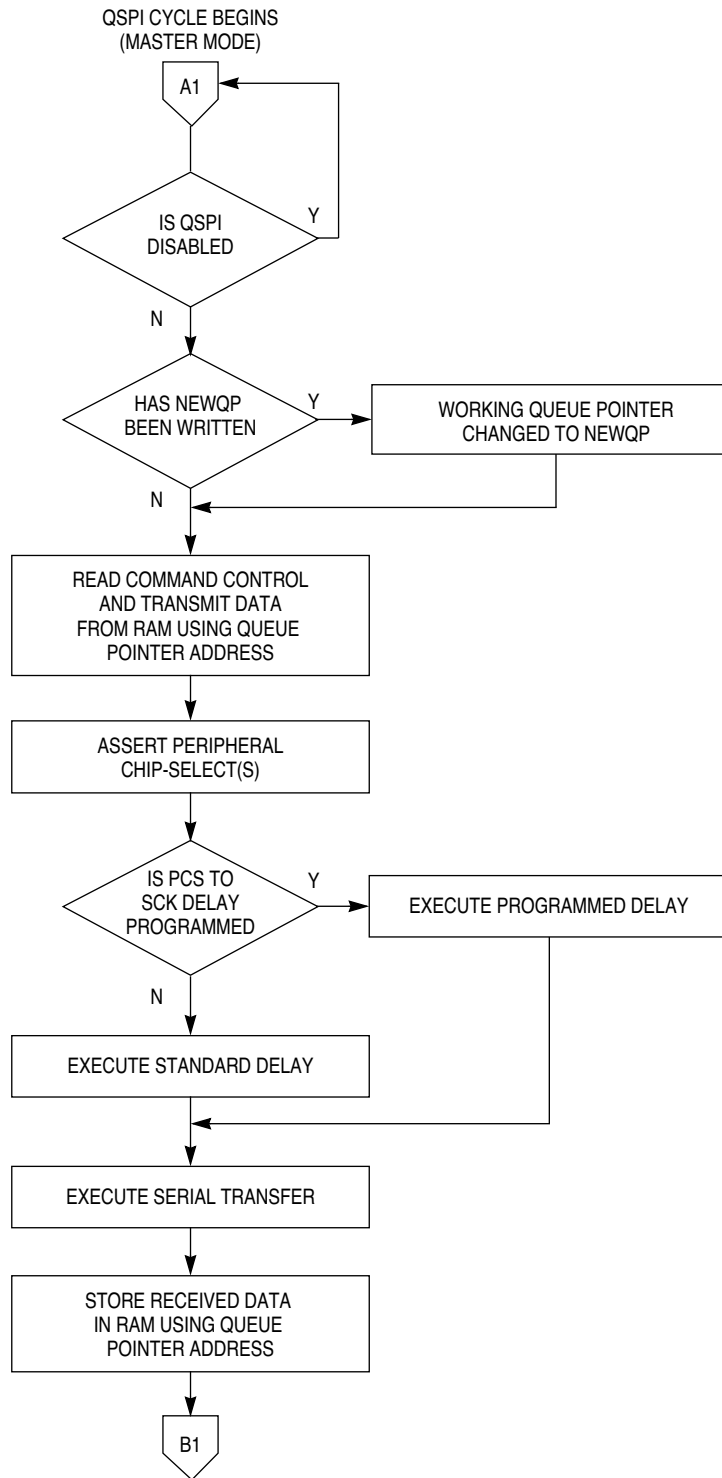 QSPI CYCLE BEGINS
(MASTER MODE)
A1
IS QSPI
DISABLED
Y
N
HAS NEWQP
BEEN WRITTEN
Y
WORKING QUEUE POINTER
CHANGED TO NEWQP
N
READ COMMAND CONTROL
AND TRANSMIT DATA
FROM RAM USING QUEUE
POINTER ADDRESS
ASSERT PERIPHERAL
CHIP-SELECT(S)
IS PCS TO
SCK DELAY
PROGRAMMED
Y
EXECUTE PROGRAMMED DELAY
N
EXECUTE STANDARD DELAY
EXECUTE SERIAL TRANSFER
STORE RECEIVED DATA
IN RAM USING QUEUE
POINTER ADDRESS
B1